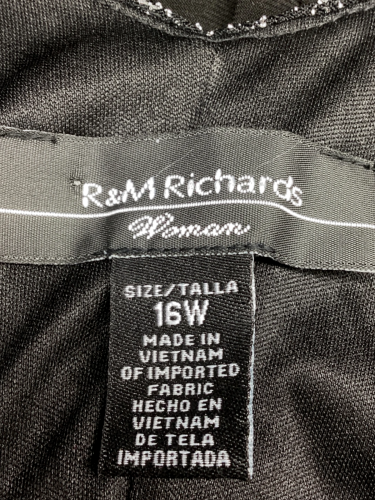 R&M Richards
Woman
SIZE/TALLA
16W
MADE IN
VIETNAM
OF IMPORTED
FABRIC
HECHO EN
VIETNAM
DE TELA
IMPORTADA